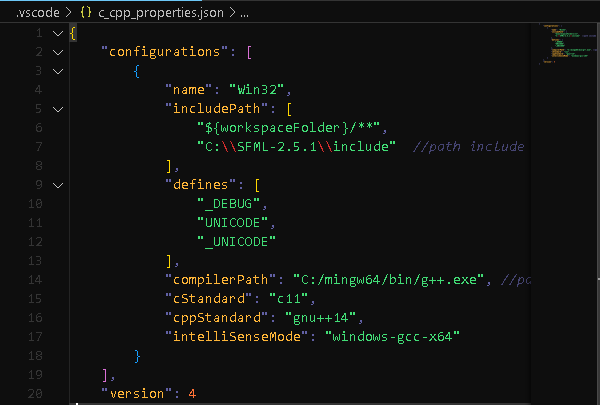 .vscode > {} c_cpp_properties.json > ...
1 {
2 "configurations": [
3 {
4 "name": "Win32",
5 "includePath": [
6 "${workspaceFolder}/**",
7 "C:\\SFML-2.5.1\\include" //path include
8 ],
9 "defines": [
10 "_DEBUG",
11 "UNICODE",
12 "_UNICODE"
13 ],
14 "compilerPath": "C:/mingw64/bin/g++.exe", //pa
15 "cStandard": "c11",
16 "cppStandard": "gnu++14",
17 "intelliSenseMode": "windows-gcc-x64"
18 }
19 ],
20 "version": 4